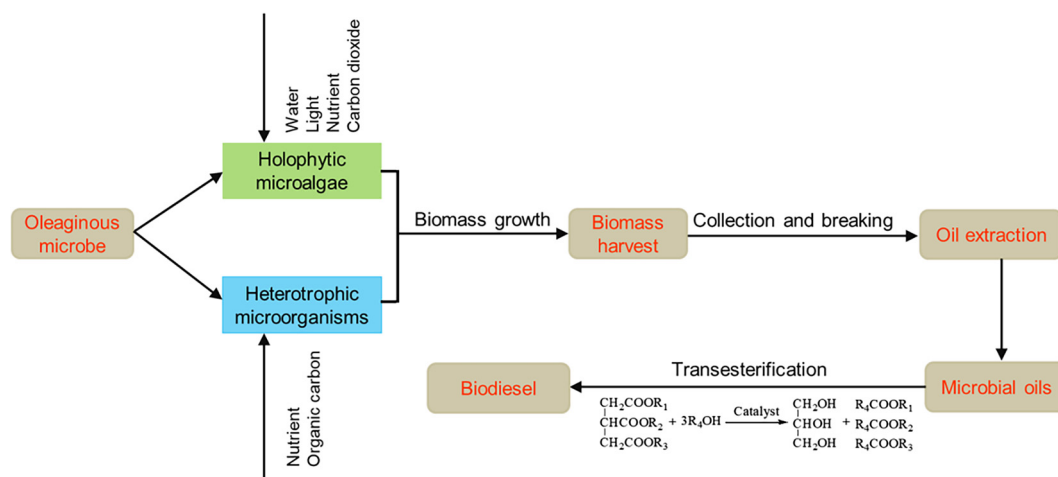 Water
Light
Nutrient
Carbon dioxide
Holophytic
microalgae
Oleaginous
microbe
Biomass growth
Biomass
harvest
Collection and breaking
Oil extraction
Heterotrophic
microorganisms
Nutrient
Organic carbon
Biodiesel
Transesterification
Microbial oils
CH₂COOR₁
CHCOOR₂ + 3R₄OH
CH₂COOR₃
Catalyst
CH₂OH
CHOH
CH₂OH
+
R₄COOR₁
R₄COOR₂
R₄COOR₃